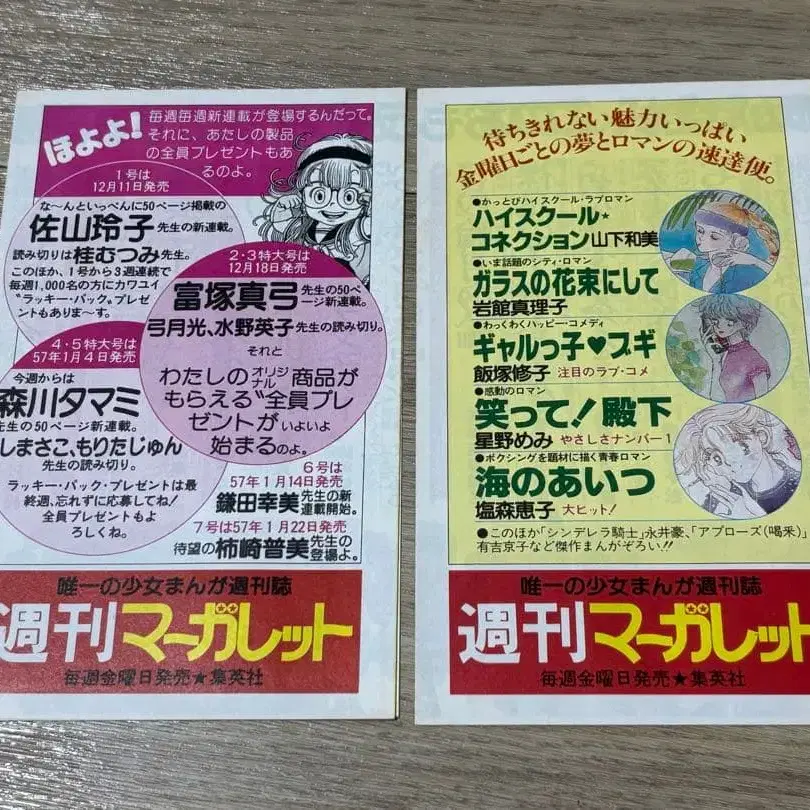 ほよよ!
毎週毎週新連載が登場するんだって。
それに、あたしの製品
の全員プレゼントもあ
るのよ。
1号は
12月11日発売
な〜んといっぺんに50ページ掲載の
佐山玲子先生の新連載。
読み切りは桂むつみ先生。
このほか、1号から3週連続で
毎週1,000名の方にカワユイ
“ラッキー・パック〟プレゼ
ントもありま〜す。
2・3特大号は
12月18日発売
富塚真弓先生の50ペ
ージ新連載。
弓月光、水野英子先生の読み切り。
それと
わたしのオリジナル商品が
もらえる〝全員プレ
ゼントがいよいよ
始まるのよ。
4・5特大号は
57年1月4日発売
今週からは
森川タマミ
先生の50ページ新連載。
しまさこ、もりたじゅん
先生の読み切り。
ラッキー・パック・プレゼントは最
終週、忘れずに応募してね!
全員プレゼントもよ
ろしくね。
6号は
57年1月14日発売
鎌田幸美先生の新
連載開始。
7号は57年1月22日発売
待望の柿崎普美先生の
登場よ。
唯一の少女まんが週刊誌
週刊マーガレット
毎週金曜日発売★集英社
待ちきれない魅力いっぱい
金曜日ごとの夢とロマンの速達便。
●かっとびハイスクール・ラブロマン
ハイスクール★
コネクション山下和美
●いま話題のシティ・ロマン
ガラスの花束にして
岩館真理子
●わっくわくハッピー・コメディ
ギャルっ子♥ブギ
飯塚修子 注目のラブ・コメ
●感動のロマン
笑って!殿下
星野めみ やさしさナンバー1
●ボクシングを題材に描く青春ロマン
海のあいつ
塩森恵子 大ヒット!
●このほか「シンデレラ騎士」永井豪、「アプローズ(喝采)」
有吉京子など傑作まんがぞろい!!
唯一の少女まんが週刊誌
週刊マーガレット
毎週金曜日発売★集英社